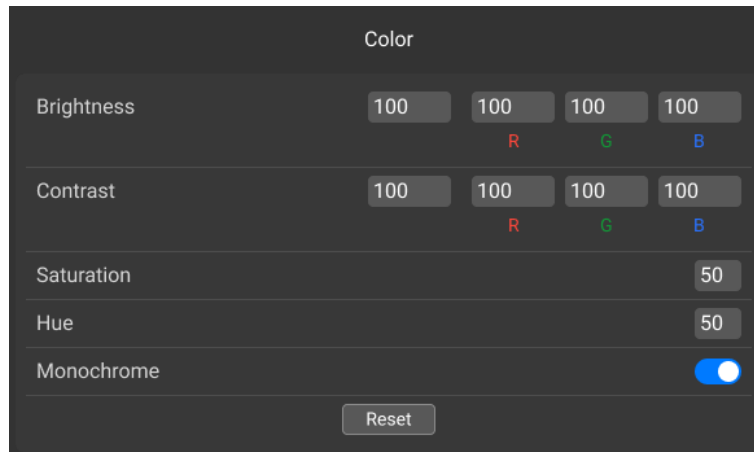 Color
Brightness 100 100 100 100
R G B
Contrast 100 100 100 100
R G B
Saturation 50
Hue 50
Monochrome
Reset